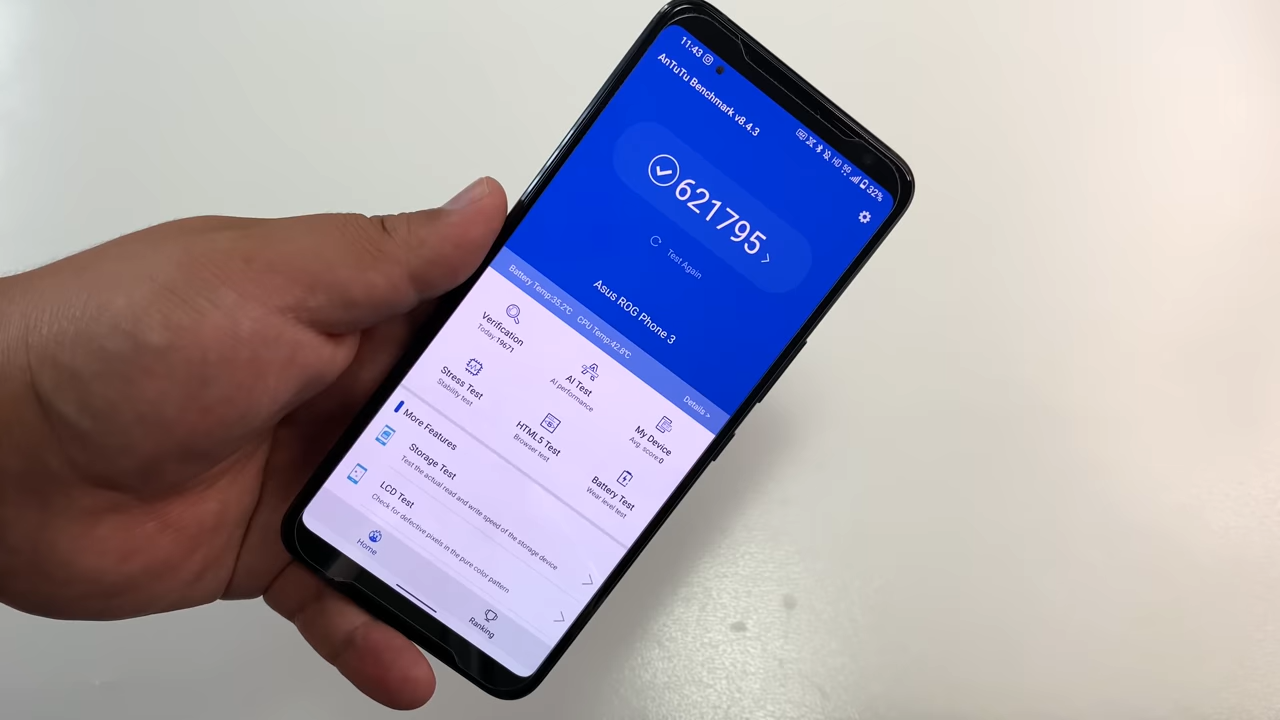 11:43
HD 5G 32%
AnTuTu Benchmark v8.4.3
621795
Test Again
Asus ROG Phone 3
Battery Temp:35.2℃ CPU Temp:42.8℃
Details >
Verification
Today:19671
AI Test
AI performance
My Device
Avg. score:0
Stress Test
Stability test
HTML5 Test
Browser test
Battery Test
Wear level test
More Features
Storage Test
Test the actual read and write speed of the storage device
LCD Test
Check for defective pixels in the pure color pattern
Home
Ranking